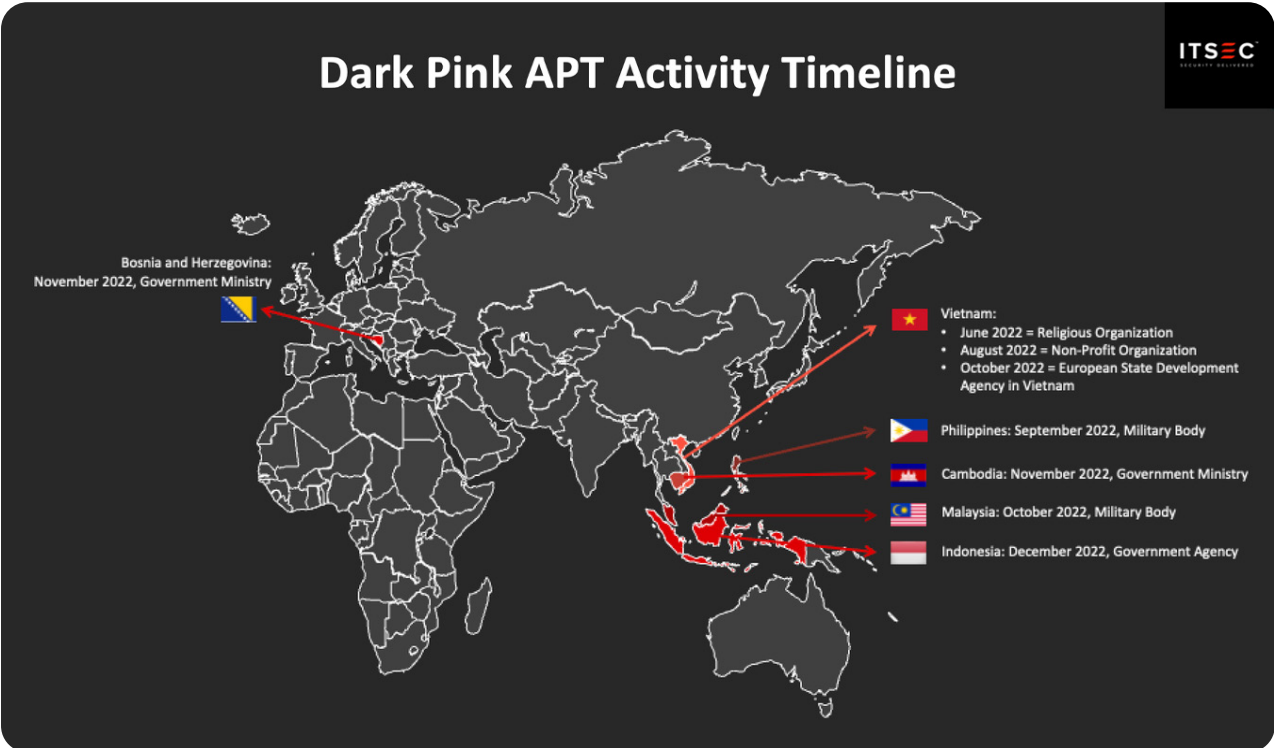 Dark Pink APT Activity Timeline
ITSEC
SECURITY DELIVERED
Bosnia and Herzegovina:
November 2022, Government Ministry
Vietnam:
• June 2022 = Religious Organization
• August 2022 = Non-Profit Organization
• October 2022 = European State Development
Agency in Vietnam
Philippines: September 2022, Military Body
Cambodia: November 2022, Government Ministry
Malaysia: October 2022, Military Body
Indonesia: December 2022, Government Agency